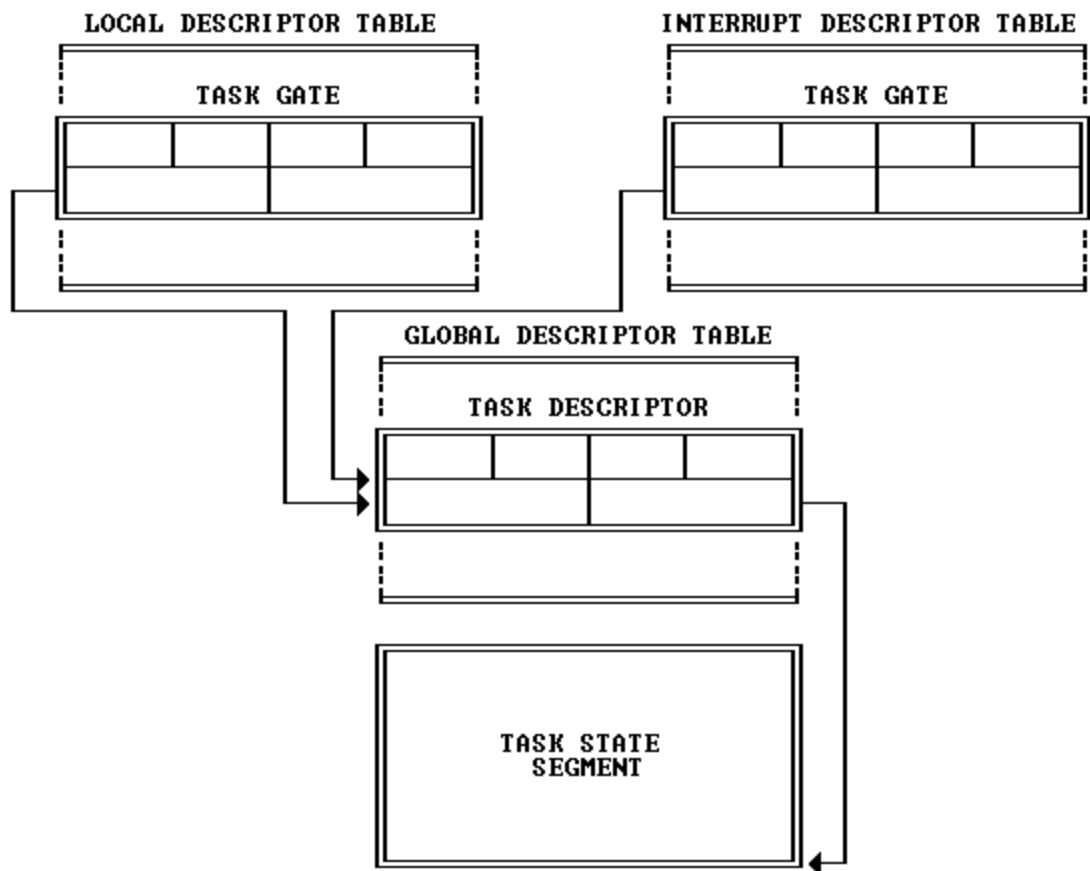 LOCAL DESCRIPTOR TABLE
INTERRUPT DESCRIPTOR TABLE
TASK GATE
TASK GATE
GLOBAL DESCRIPTOR TABLE
TASK DESCRIPTOR
TASK STATE
SEGMENT